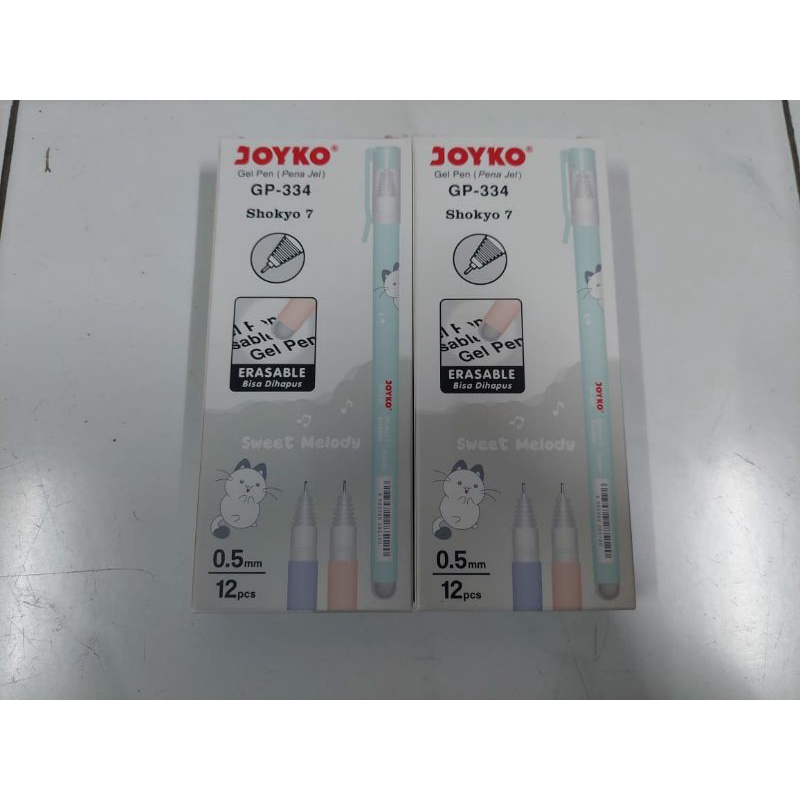 JOYKO®
Gel Pen (Pena Jel)
GP-334
Shokyo 7
Gel Pen
ERASABLE
Bisa Dihapus
JOYKO
Sweet Melody
0.5mm
12pcs
JOYKO®
Gel Pen (Pena Jel)
GP-334
Shokyo 7
Gel Pen
ERASABLE
Bisa Dihapus
JOYKO
Sweet Melody
0.5mm
12pcs